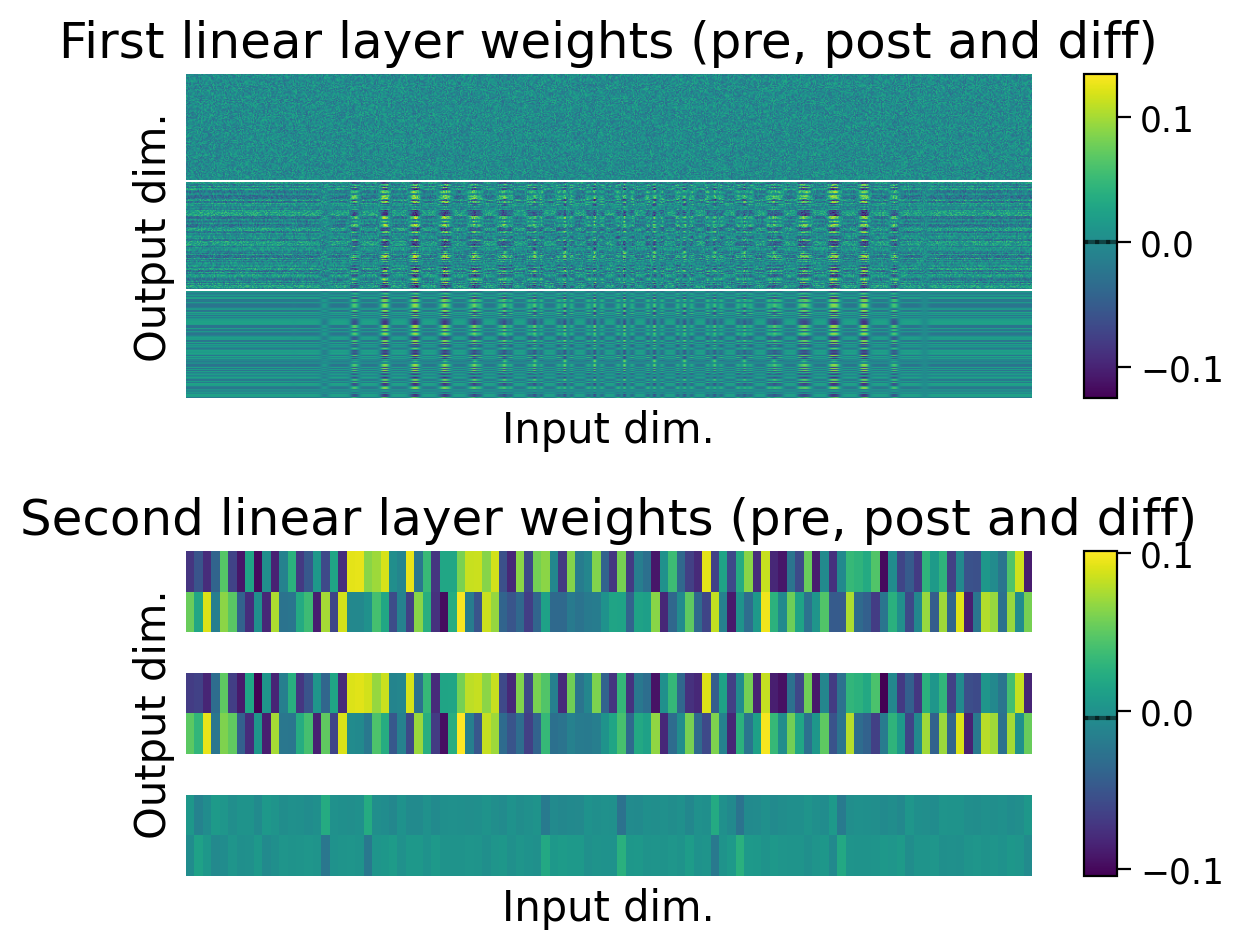 First linear layer weights (pre, post and diff)
Output dim.
0.1
0.0
−0.1
Input dim.
Second linear layer weights (pre, post and diff)
Output dim.
0.1
0.0
−0.1
Input dim.